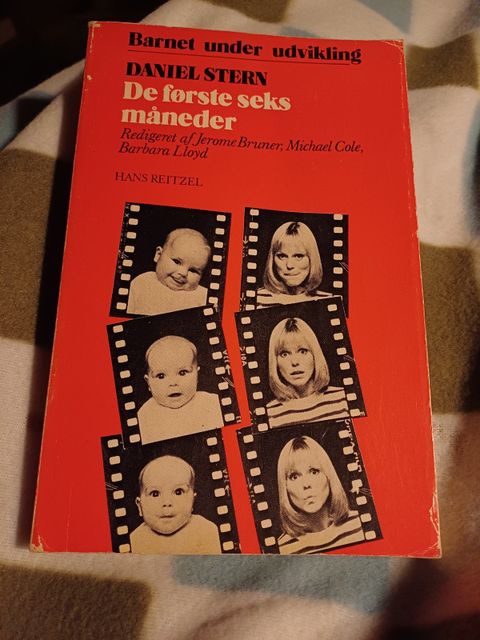 Barnet under udvikling
DANIEL STERN
De første seks
måneder
Redigeret af Jerome Bruner, Michael Cole,
Barbara Lloyd
HANS REITZEL